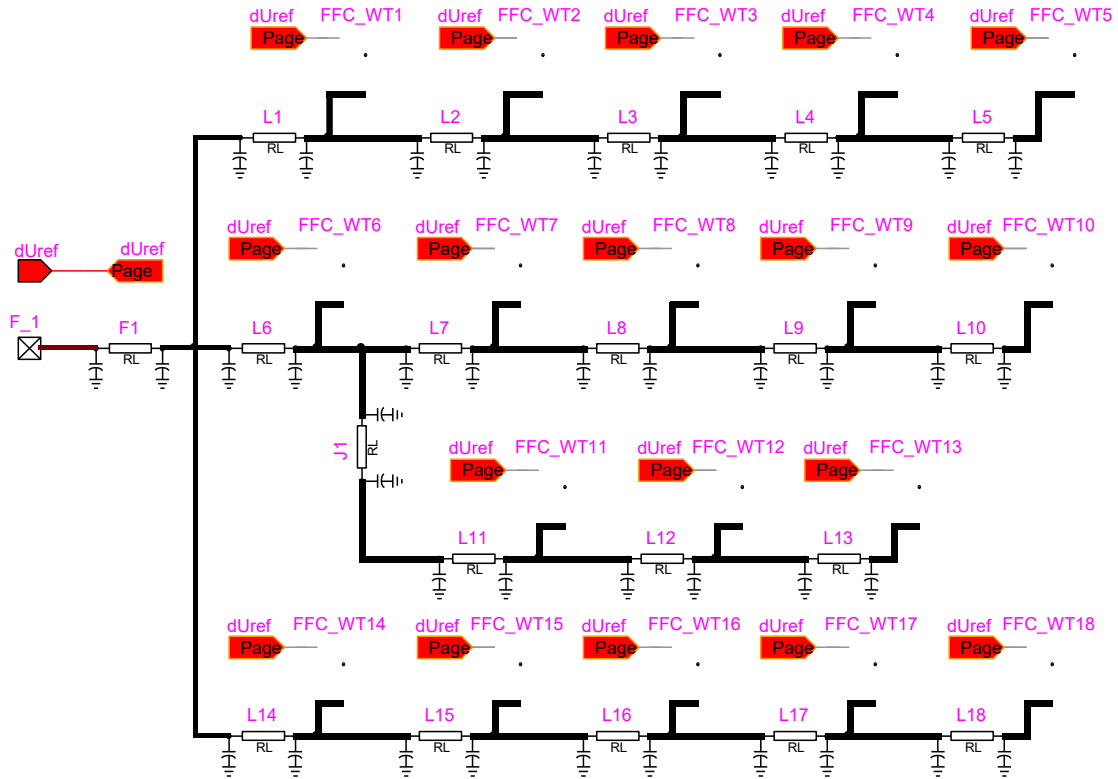 dUref FFC_WT1 dUref FFC_WT2 dUref FFC_WT3 dUref FFC_WT4 dUref FFC_WT5
Page Page Page Page Page
L1 L2 L3 L4 L5
RL RL RL RL RL
dUref FFC_WT6 dUref FFC_WT7 dUref FFC_WT8 dUref FFC_WT9 dUref FFC_WT10
Page Page Page Page Page
dUref dUref
Page
F_1 F1 L6 L7 L8 L9 L10
RL RL RL RL RL RL
J1 RL
dUref FFC_WT11 dUref FFC_WT12 dUref FFC_WT13
Page Page Page
L11 L12 L13
RL RL RL
dUref FFC_WT14 dUref FFC_WT15 dUref FFC_WT16 dUref FFC_WT17 dUref FFC_WT18
Page Page Page Page Page
L14 L15 L16 L17 L18
RL RL RL RL RL